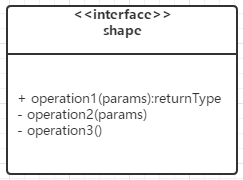 <<interface>>
shape
+ operation1(params):returnType
- operation2(params)
- operation3()